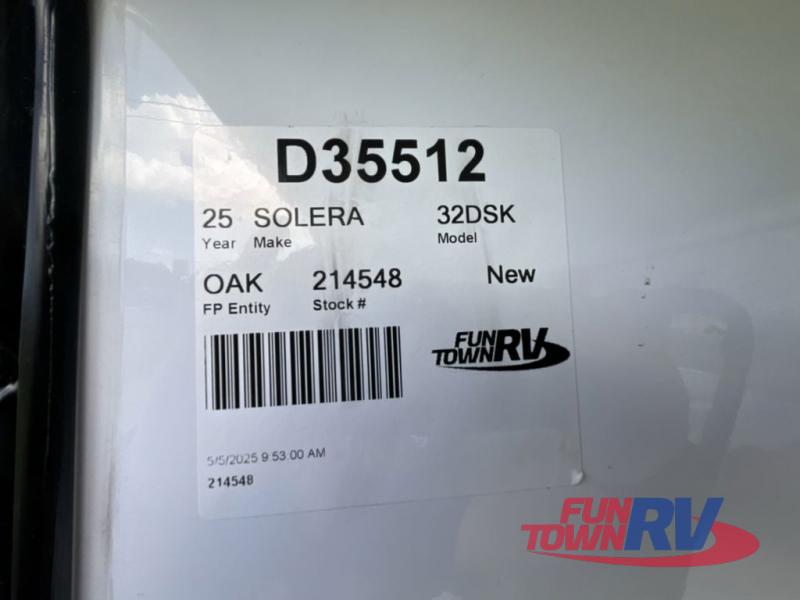 D35512
25 SOLERA 32DSK
Year Make Model
OAK 214548 New
FP Entity Stock #
FUN
TOWN RV
5/5/2025 9:53:00 AM
214548
FUN
TOWN RV